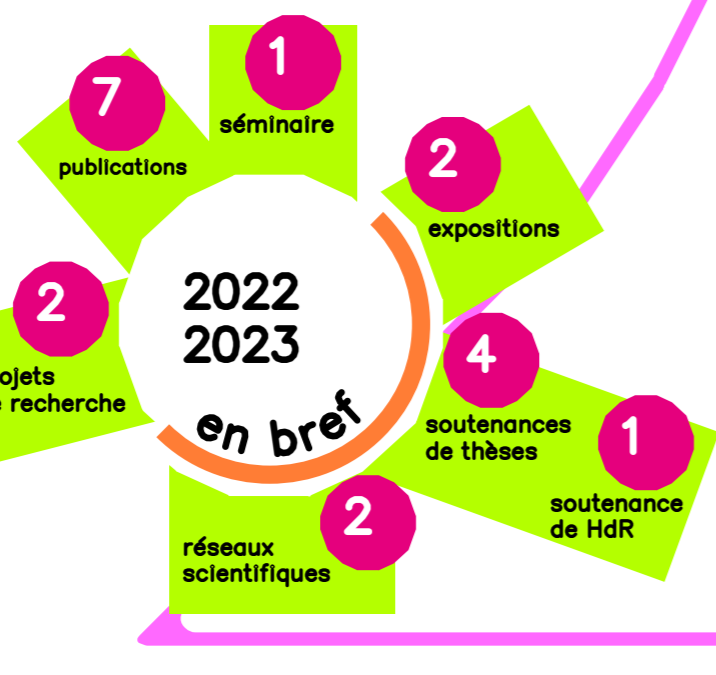 1
séminaire
7
publications
2
expositions
2
ojets
recherche
2022
2023
en bref
4
soutenances
de thèses
1
soutenance
de HdR
2
réseaux
scientifiques